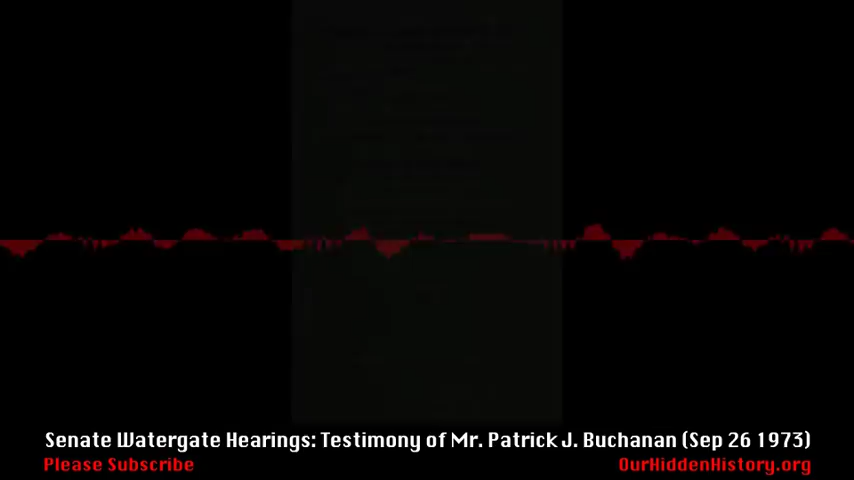 Senate Watergate Hearings: Testimony of Mr. Patrick J. Buchanan (Sep 26 1973)
Please Subscribe
OurHiddenHistory.org